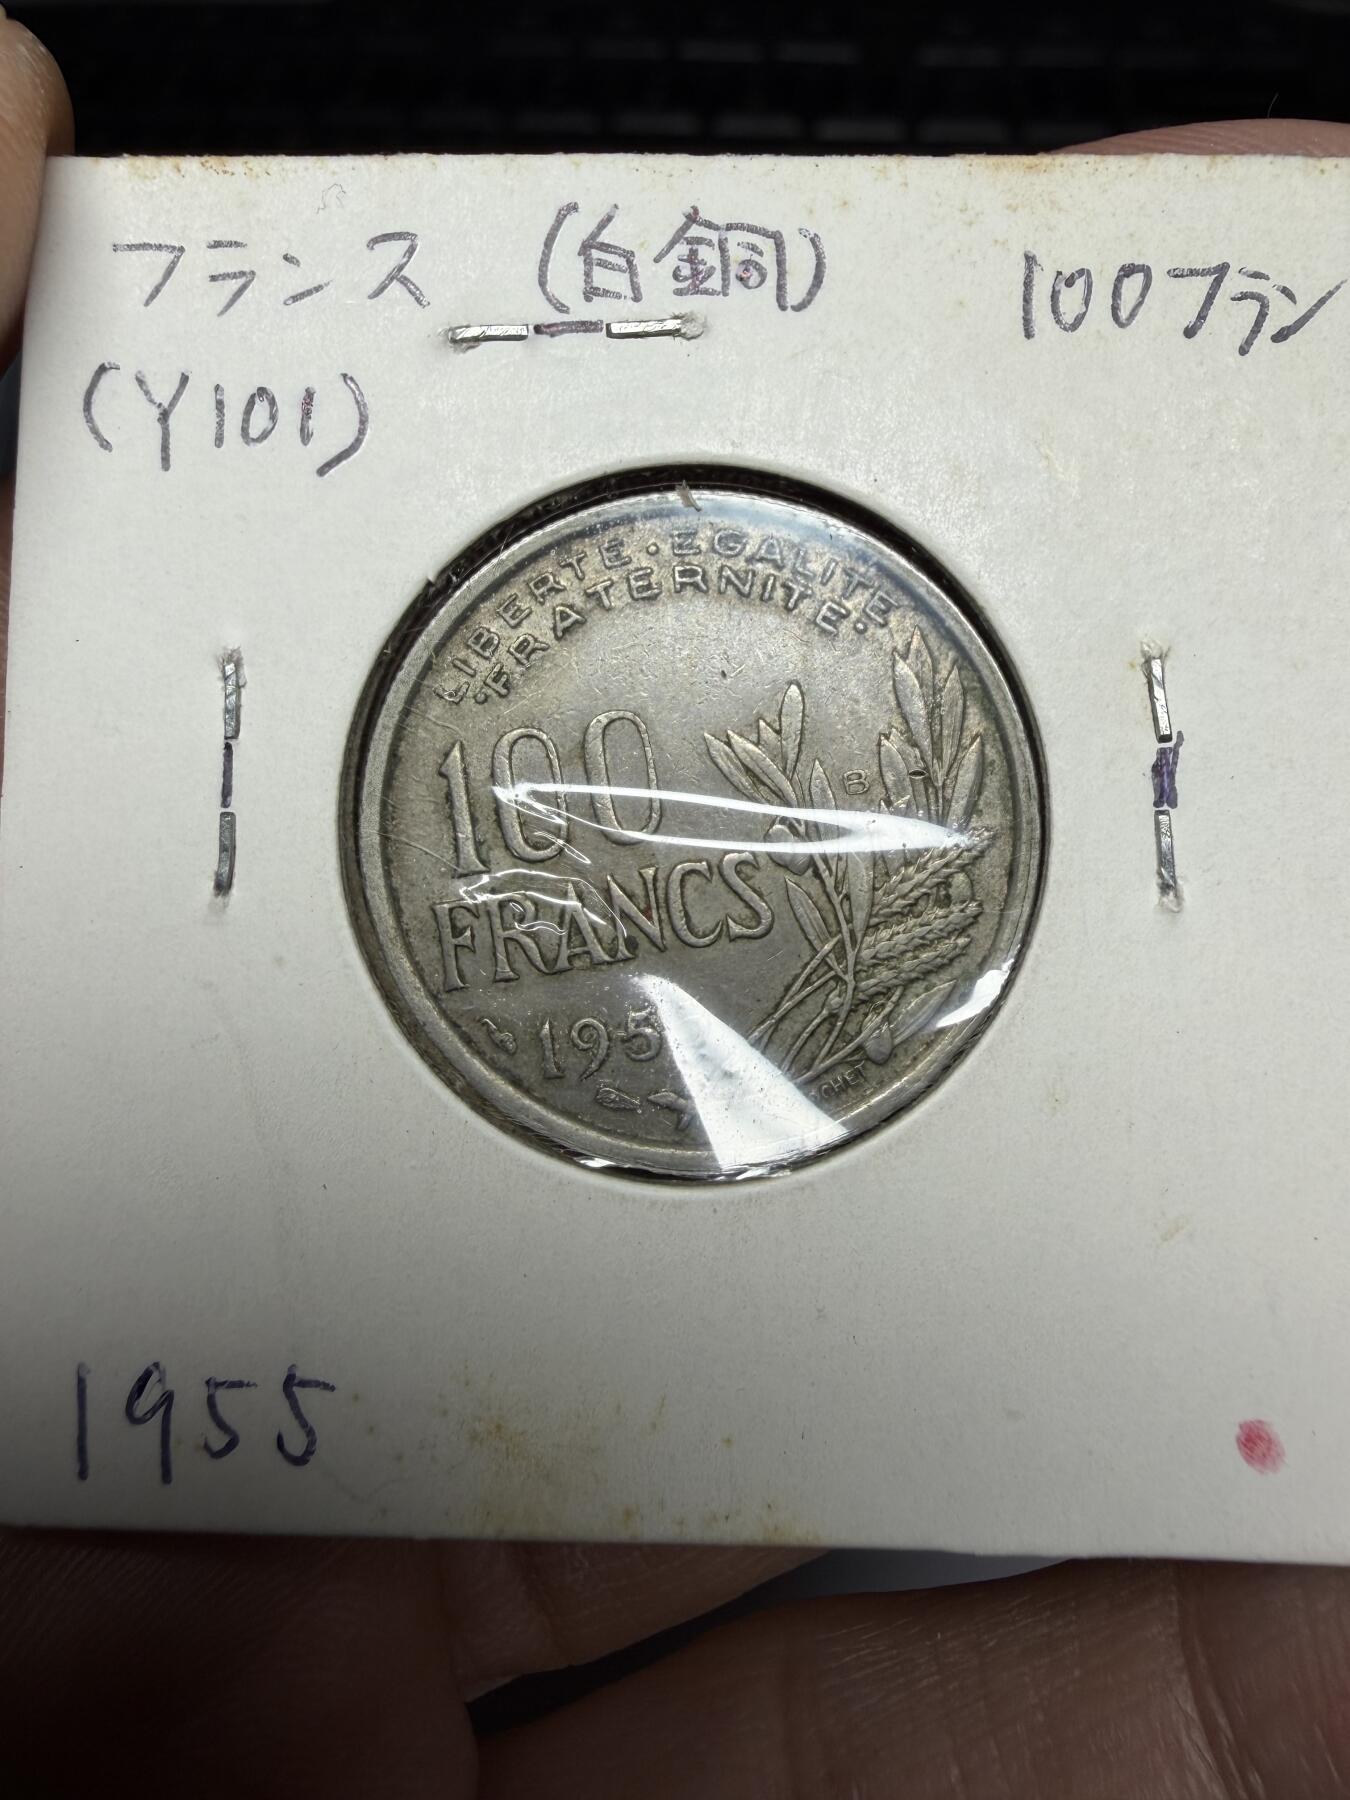 フランス (白銅) 100フラン
(Y101)
LIBERTE · EGALITE
· FRATERNITE ·
100
B
FRANCS
195
1955